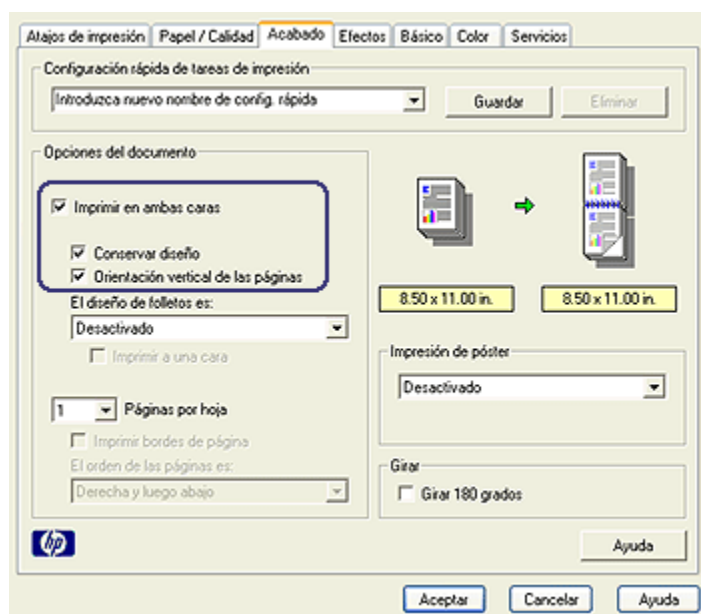 Atajos de impresión Papel / Calidad Acabado Efectos Básico Color Servicios
Configuración rápida de tareas de impresión
Introduzca nuevo nombre de config. rápida Guardar Eliminar
Opciones del documento
Imprimir en ambas caras
Conservar diseño
Orientación vertical de las páginas
El diseño de folletos es:
Desactivado
Imprimir a una cara
1 Páginas por hoja
Imprimir bordes de página
El orden de las páginas es:
Derecha y luego abajo
8.50 x 11.00 in. 8.50 x 11.00 in.
Impresión de póster
Desactivado
Girar
Girar 180 grados
hp
Ayuda
Aceptar Cancelar Ayuda